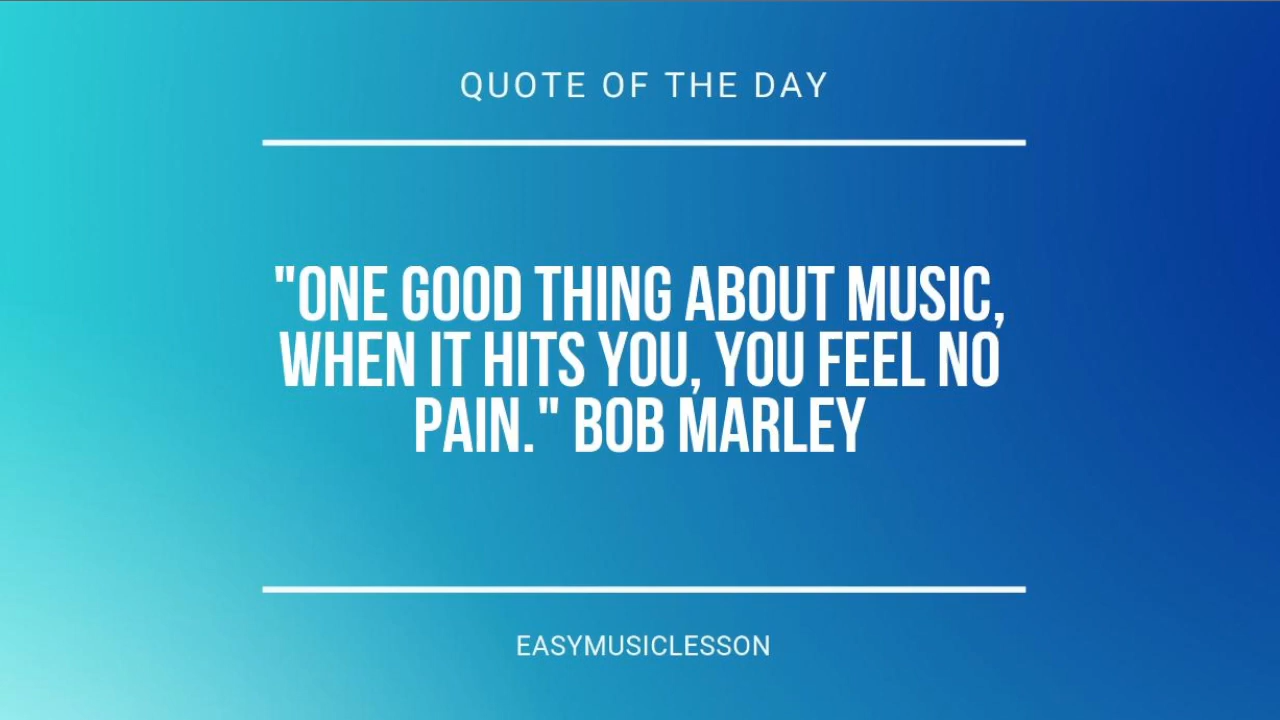 QUOTE OF THE DAY
"ONE GOOD THING ABOUT MUSIC,
WHEN IT HITS YOU, YOU FEEL NO
PAIN." BOB MARLEY
EASYMUSICLESSON